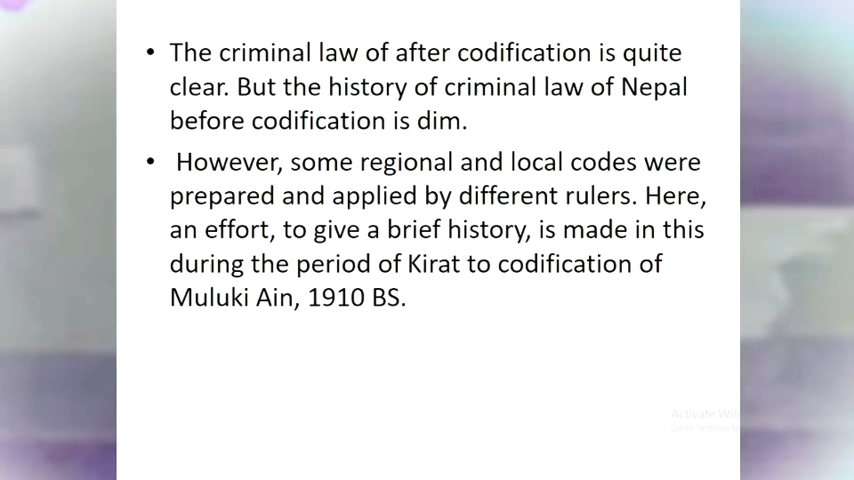 • The criminal law of after codification is quite
clear. But the history of criminal law of Nepal
before codification is dim.
• However, some regional and local codes were
prepared and applied by different rulers. Here,
an effort, to give a brief history, is made in this
during the period of Kirat to codification of
Muluki Ain, 1910 BS.
Activate Win